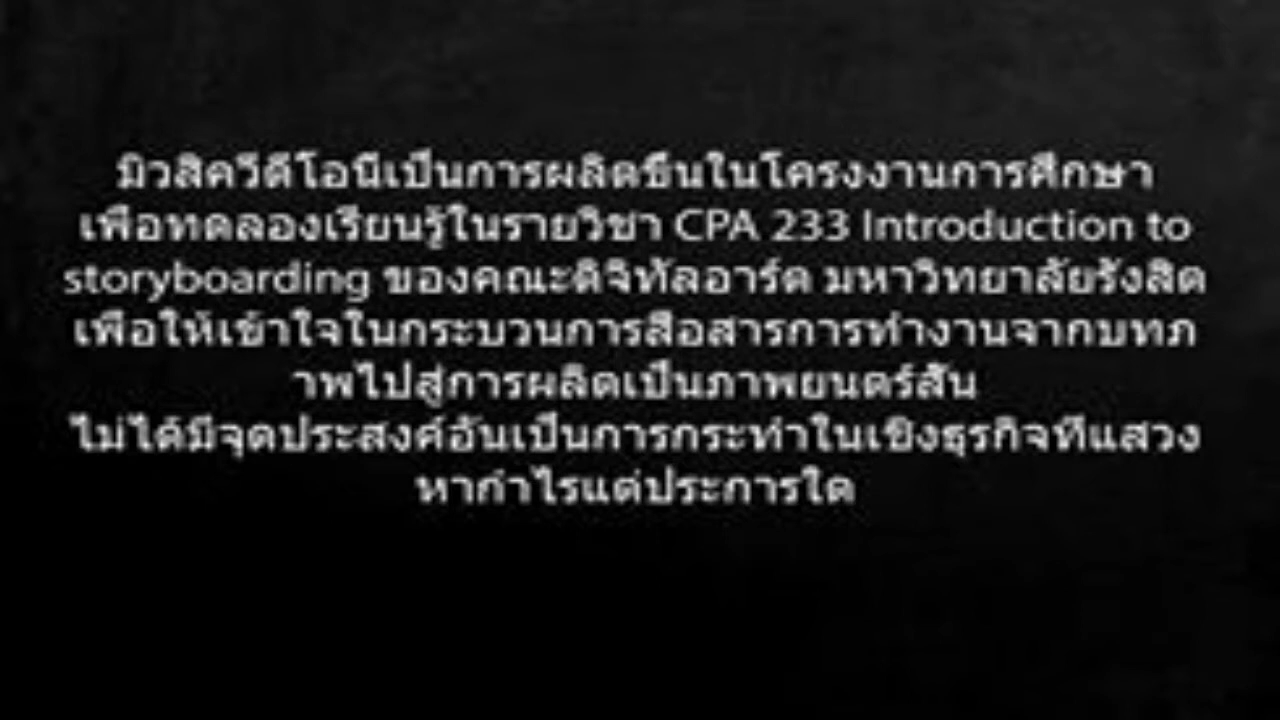 มิวสิควีดีโอนี้เป็นการผลิตขึ้นในโครงงานการศึกษา
เพื่อทดลองเรียนรู้ในรายวิชา CPA 233 Introduction to
storyboarding ของคณะดิจิทัลอาร์ต มหาวิทยาลัยรังสิต
เพื่อให้เข้าใจในกระบวนการสื่อสารการทำงานจากบทภ
าพไปสู่การผลิตเป็นภาพยนตร์สั้น
ไม่ได้มีจุดประสงค์อันเป็นการกระทำในเชิงธุรกิจที่แสวง
หากำไรแต่ประการใด